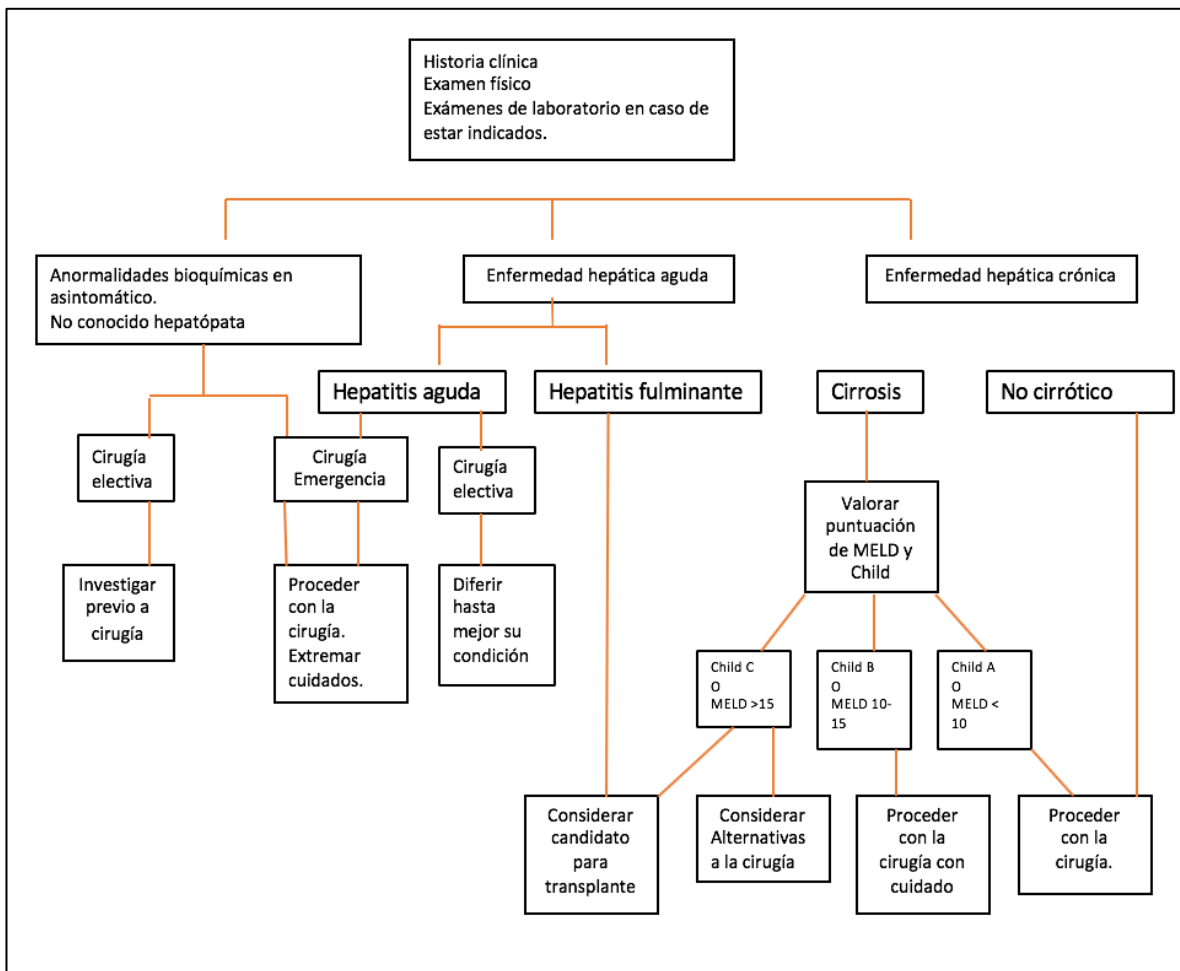 Historia clínica
Examen físico
Exámenes de laboratorio en caso de
estar indicados.
Anormalidades bioquímicas en
asintomático.
No conocido hepatópata
Enfermedad hepática aguda
Enfermedad hepática crónica
Hepatitis aguda
Hepatitis fulminante
Cirrosis
No cirrótico
Cirugía
electiva
Cirugía
Emergencia
Cirugía
electiva
Valorar
puntuación
de MELD y
Child
Investigar
previo a
cirugía
Proceder
con la
cirugía.
Extremar
cuidados.
Diferir
hasta
mejor su
condición
Child C
O
MELD >15
Child B
O
MELD 10-
15
Child A
O
MELD <
10
Considerar
candidato
para
transplante
Considerar
Alternativas
a la cirugía
Proceder
con la
cirugía con
cuidado
Proceder
con la
cirugía.